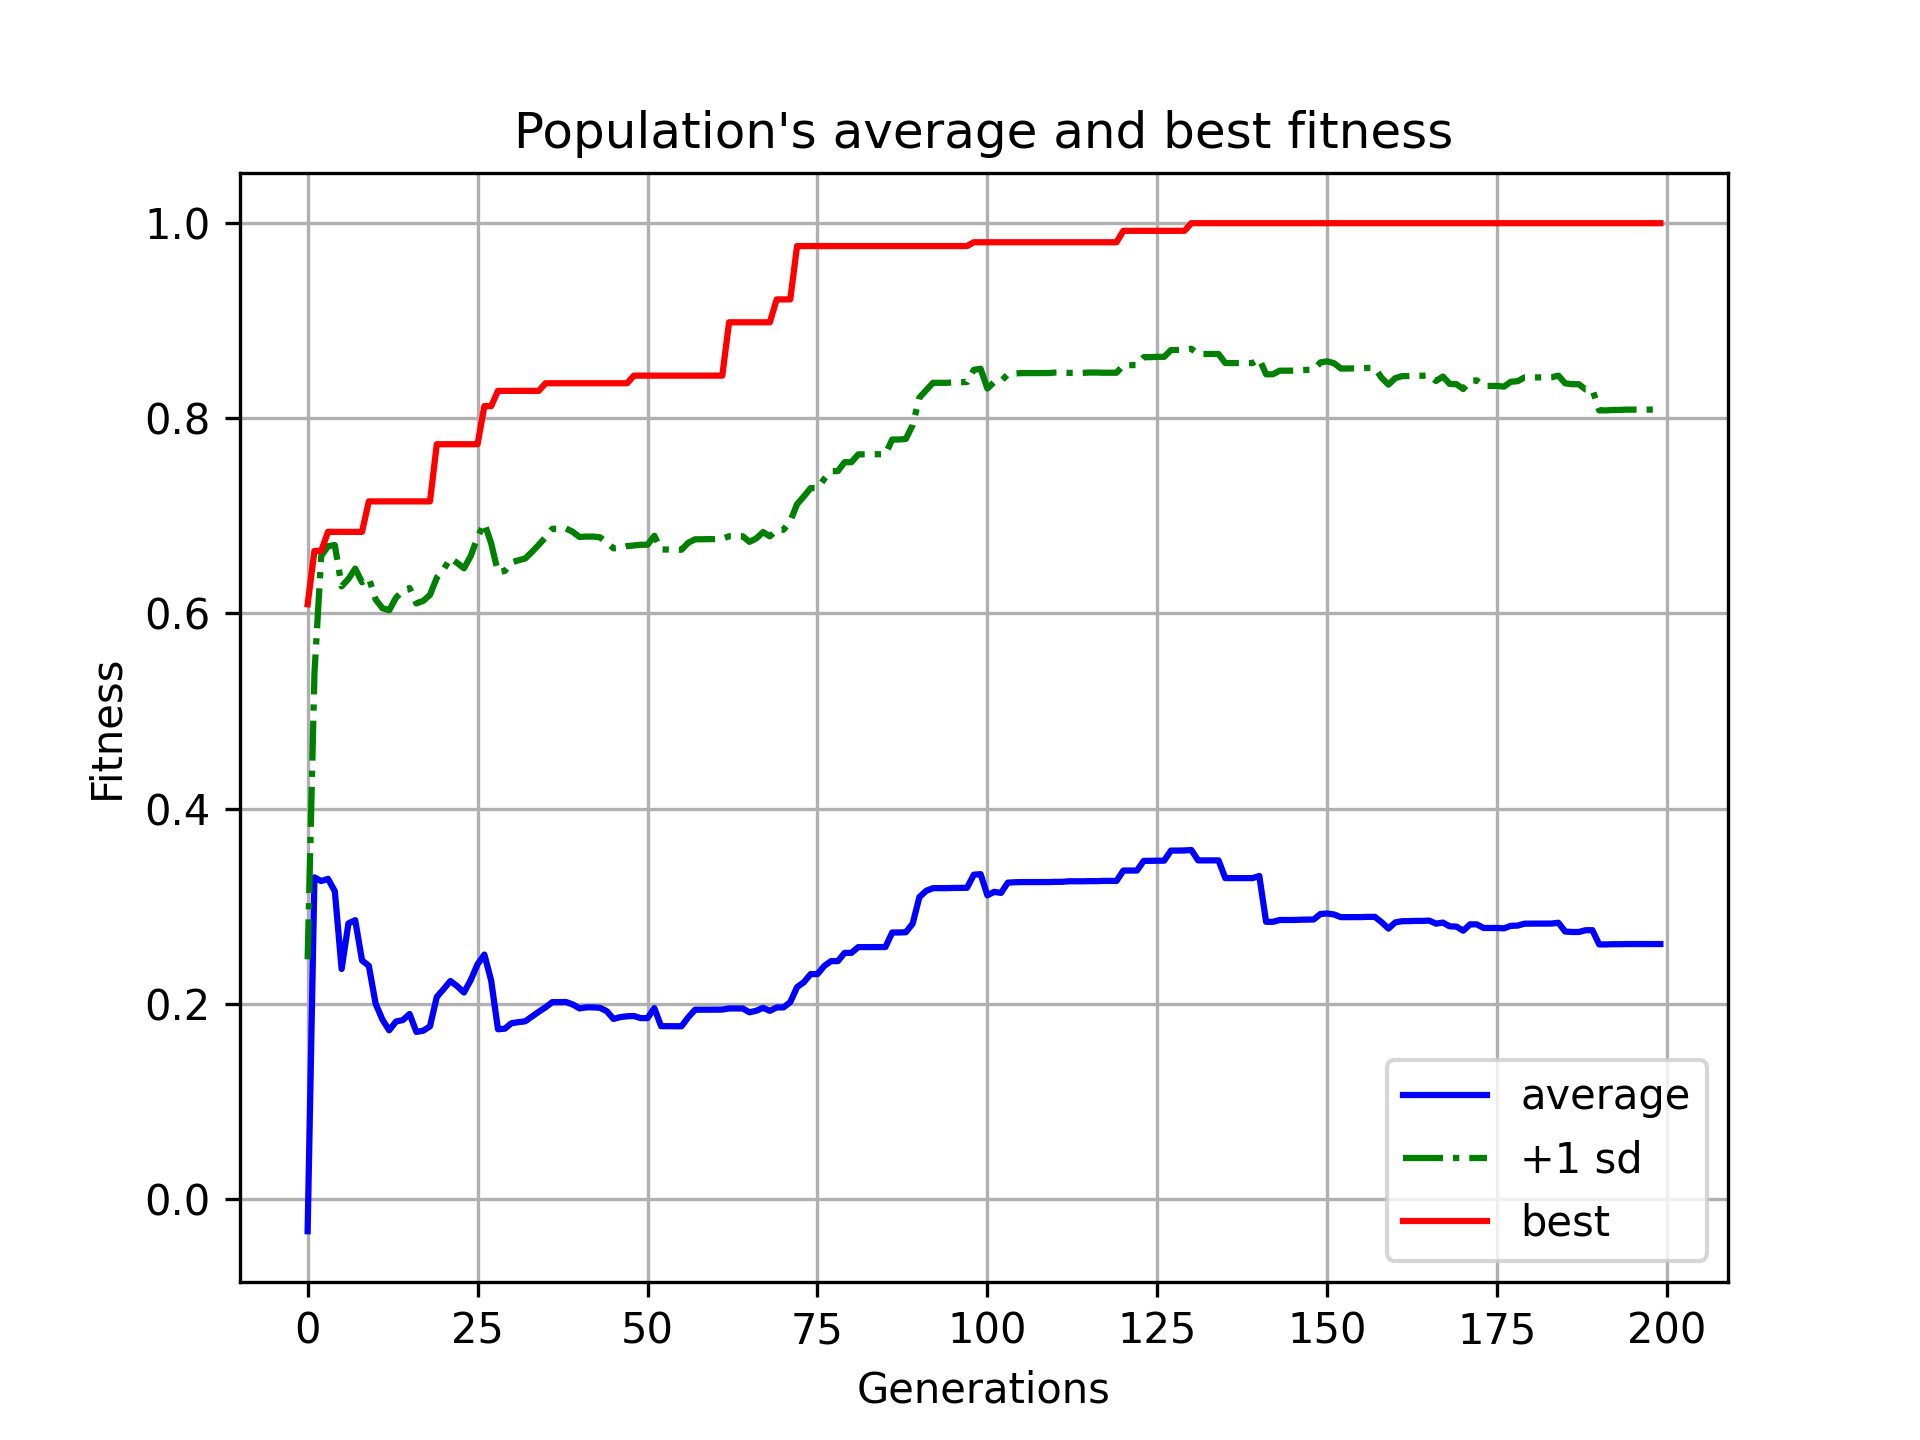 Population's average and best fitness
1.0
0.8
0.6
0.4
0.2
0.0
Fitness
average
+1 sd
best
0 25 50 75 100 125 150 175 200
Generations